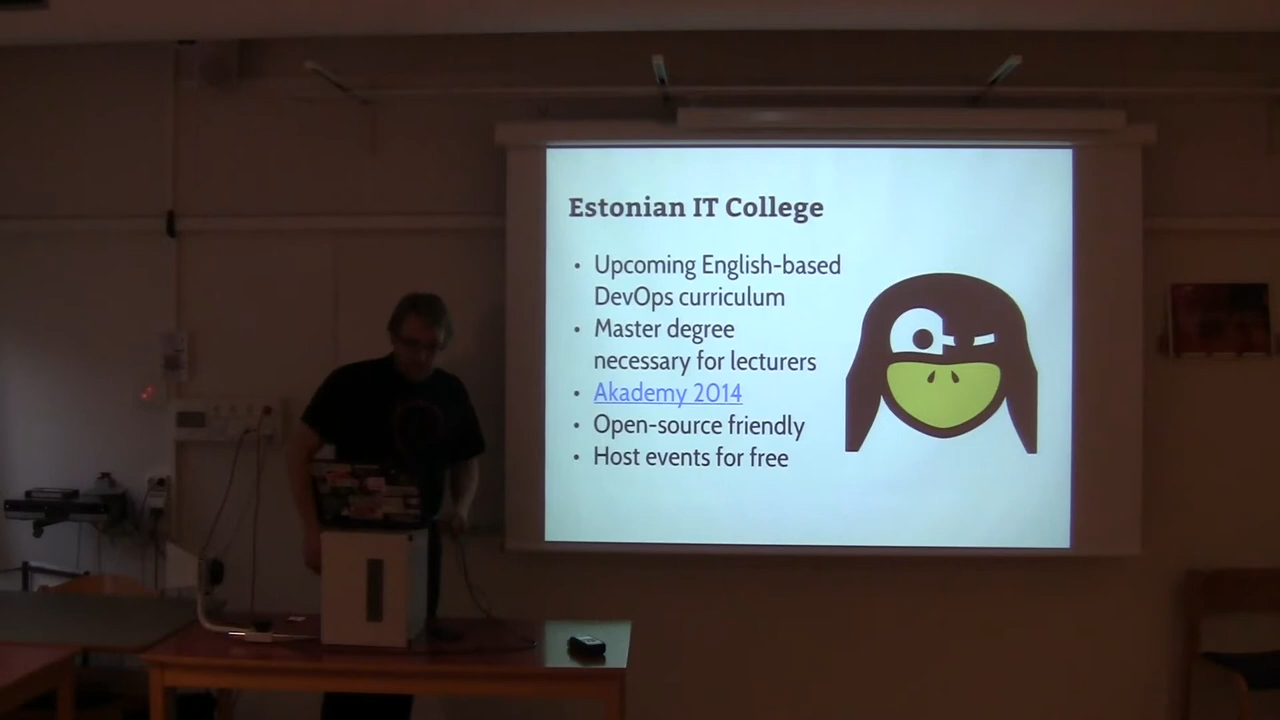 Estonian IT College
• Upcoming English-based
DevOps curriculum
• Master degree
necessary for lecturers
• Akademy 2014
• Open-source friendly
• Host events for free